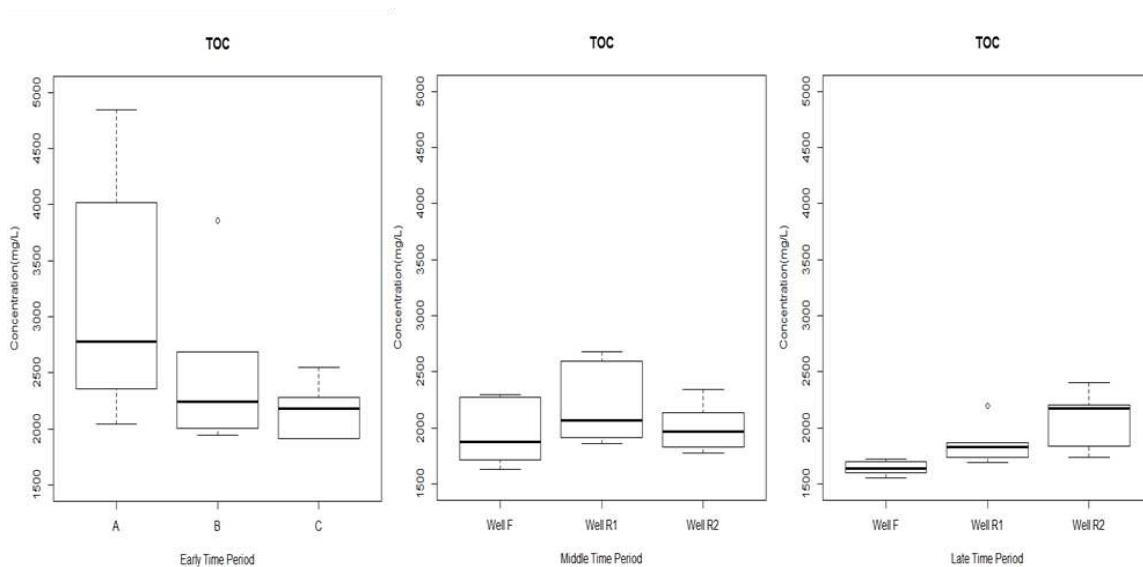 TOC
Concentration(mg/L)
5000
4500
4000
3500
3000
2500
2000
1500
A B C
Early Time Period
TOC
Concentration(mg/L)
5000
4500
4000
3500
3000
2500
2000
1500
Well F Well R1 Well R2
Middle Time Period
TOC
Concentration(mg/L)
5000
4500
4000
3500
3000
2500
2000
1500
Well F Well R1 Well R2
Late Time Period